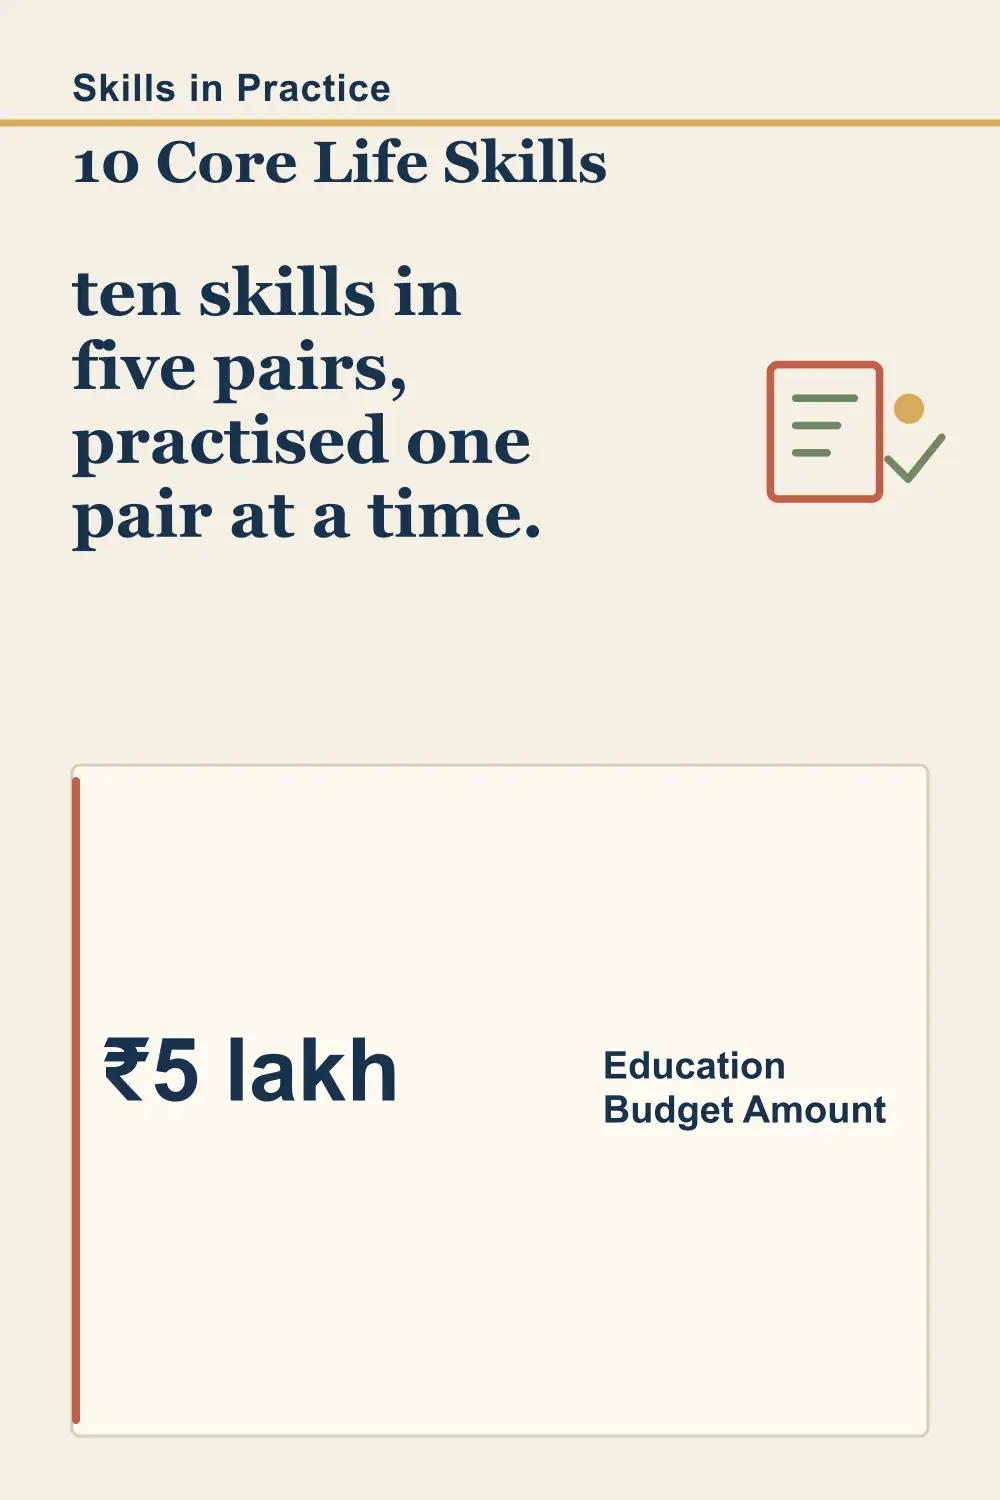 Skills in Practice
10 Core Life Skills
ten skills in
five pairs,
practised one
pair at a time.
₹5 lakh
Education
Budget Amount